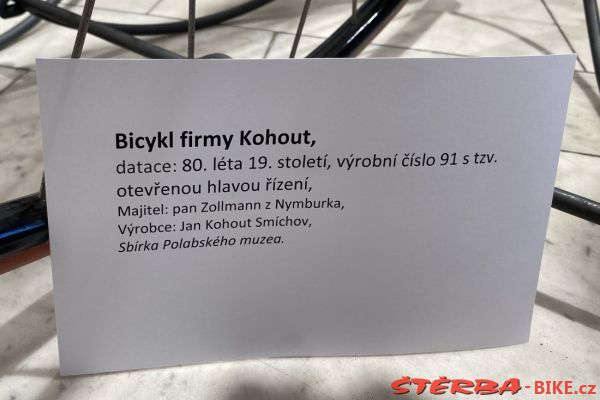 Bicykl firmy Kohout,
datace: 80. léta 19. století, výrobní číslo 91 s tzv.
otevřenou hlavou řízení,
Majitel: pan Zollmann z Nymburka,
Výrobce: Jan Kohout Smíchov,
Sbírka Polabského muzea.
ŠTĚRBA-BIKE.cz